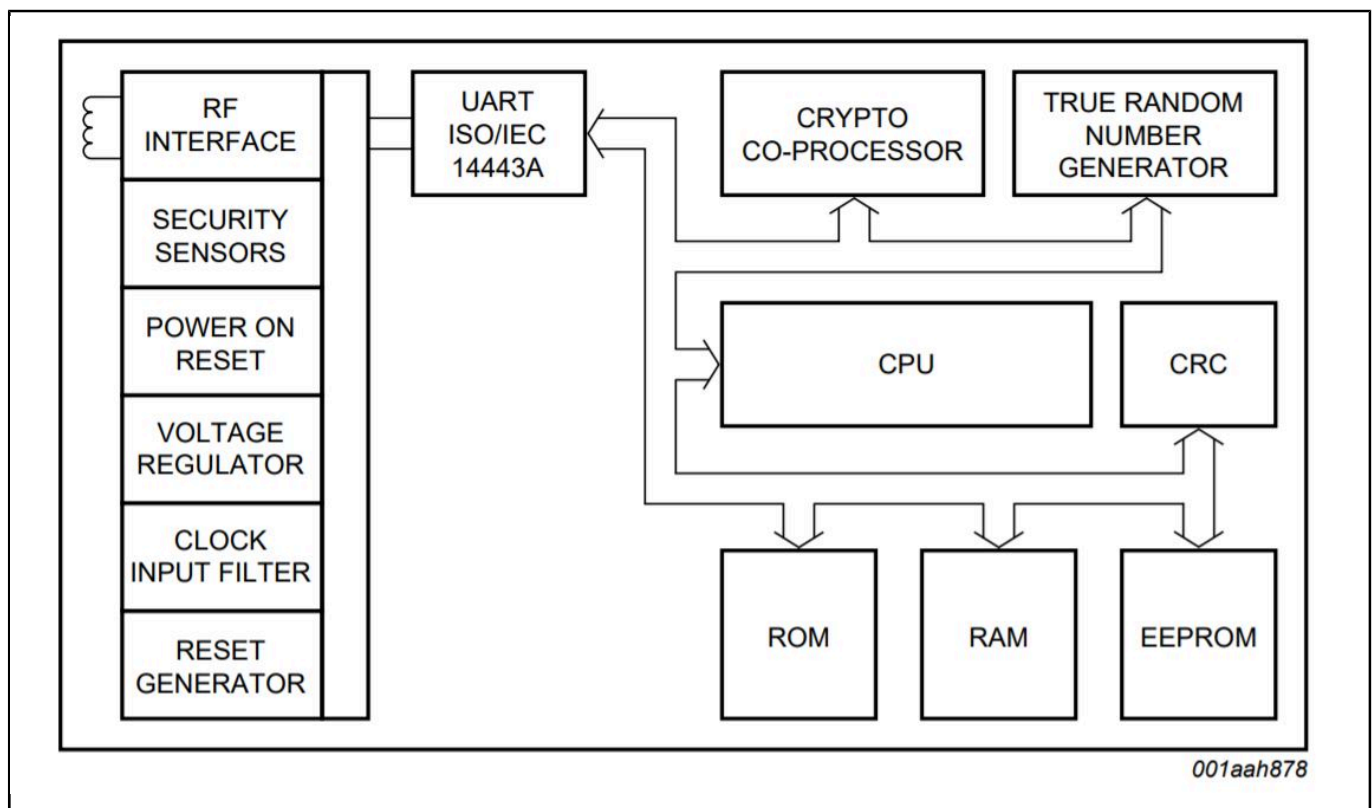 RF
INTERFACE
SECURITY
SENSORS
POWER ON
RESET
VOLTAGE
REGULATOR
CLOCK
INPUT FILTER
RESET
GENERATOR
UART
ISO/IEC
14443A
CRYPTO
CO-PROCESSOR
TRUE RANDOM
NUMBER
GENERATOR
CPU
CRC
ROM
RAM
EEPROM
001aah878